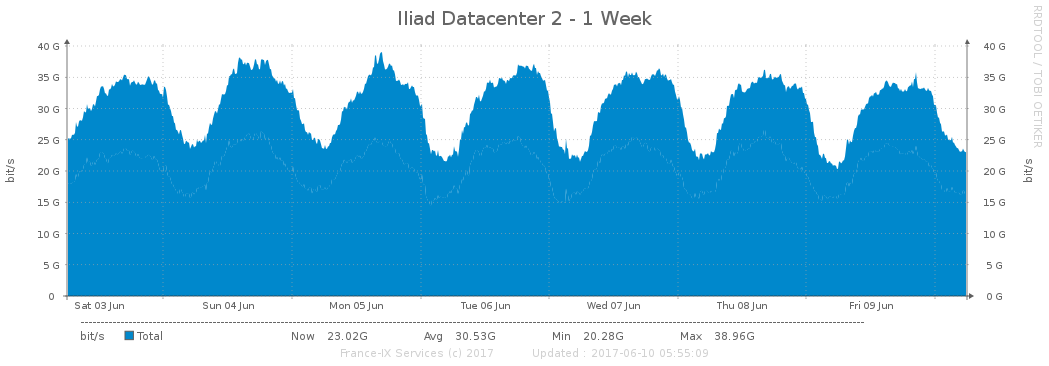 Iliad Datacenter 2 - 1 Week
RRDTOOL / TOBI OETIKER
40 G 40 G
35 G 35 G
30 G 30 G
25 G 25 G
20 G 20 G
15 G 15 G
10 G 10 G
5 G 5 G
0 0 G
bit/s bit/s
Sat 03 Jun Sun 04 Jun Mon 05 Jun Tue 06 Jun Wed 07 Jun Thu 08 Jun Fri 09 Jun
bit/s Total Now 23.02G Avg 30.53G Min 20.28G Max 38.96G
France-IX Services (c) 2017 Updated : 2017-06-10 05:55:09